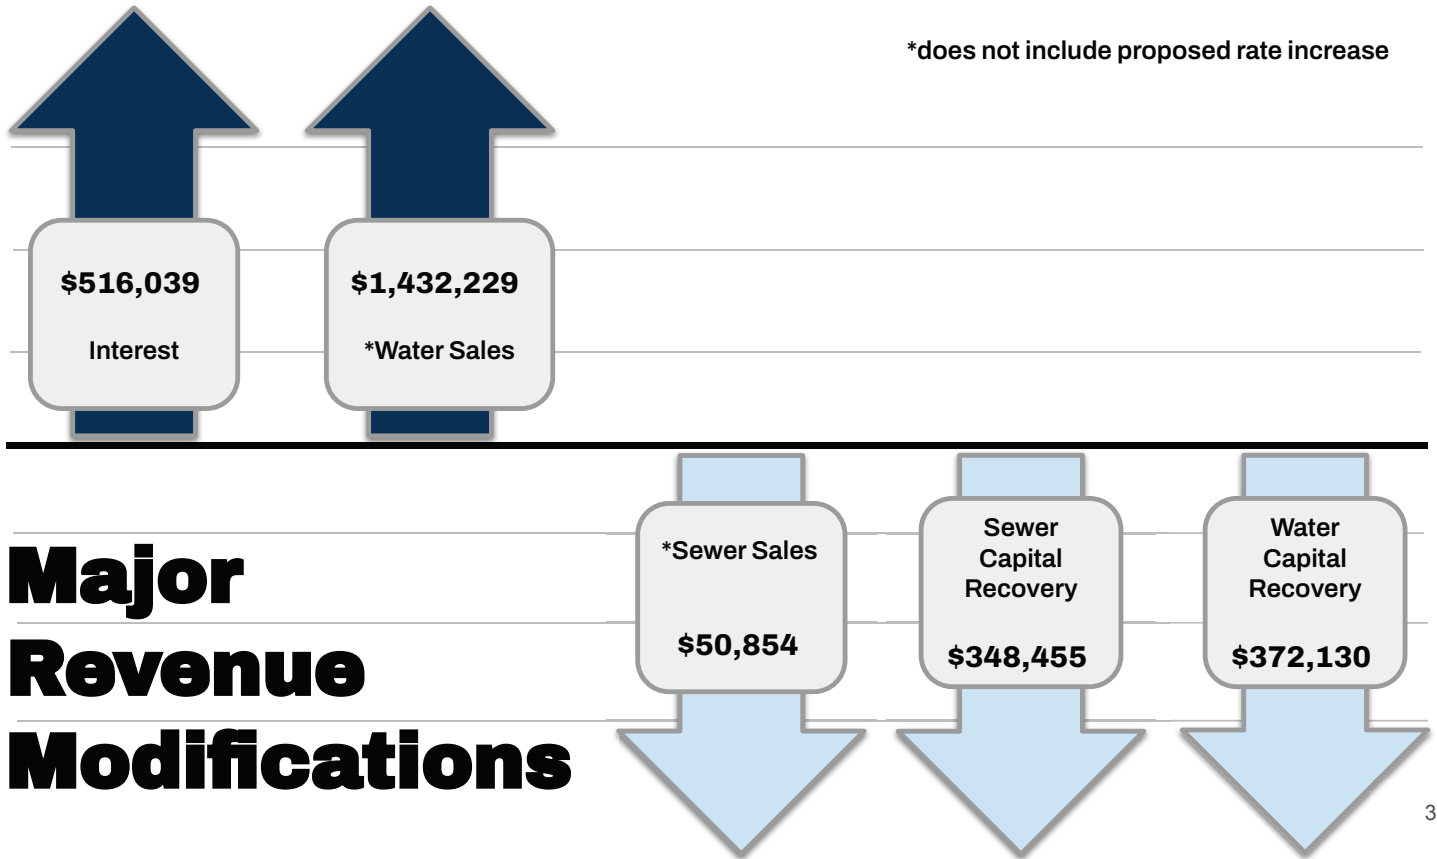 *does not include proposed rate increase
$516,039
Interest
$1,432,229
*Water Sales
*Sewer Sales
$50,854
Sewer
Capital
Recovery
$348,455
Water
Capital
Recovery
$372,130
Major
Revenue
Modifications
3